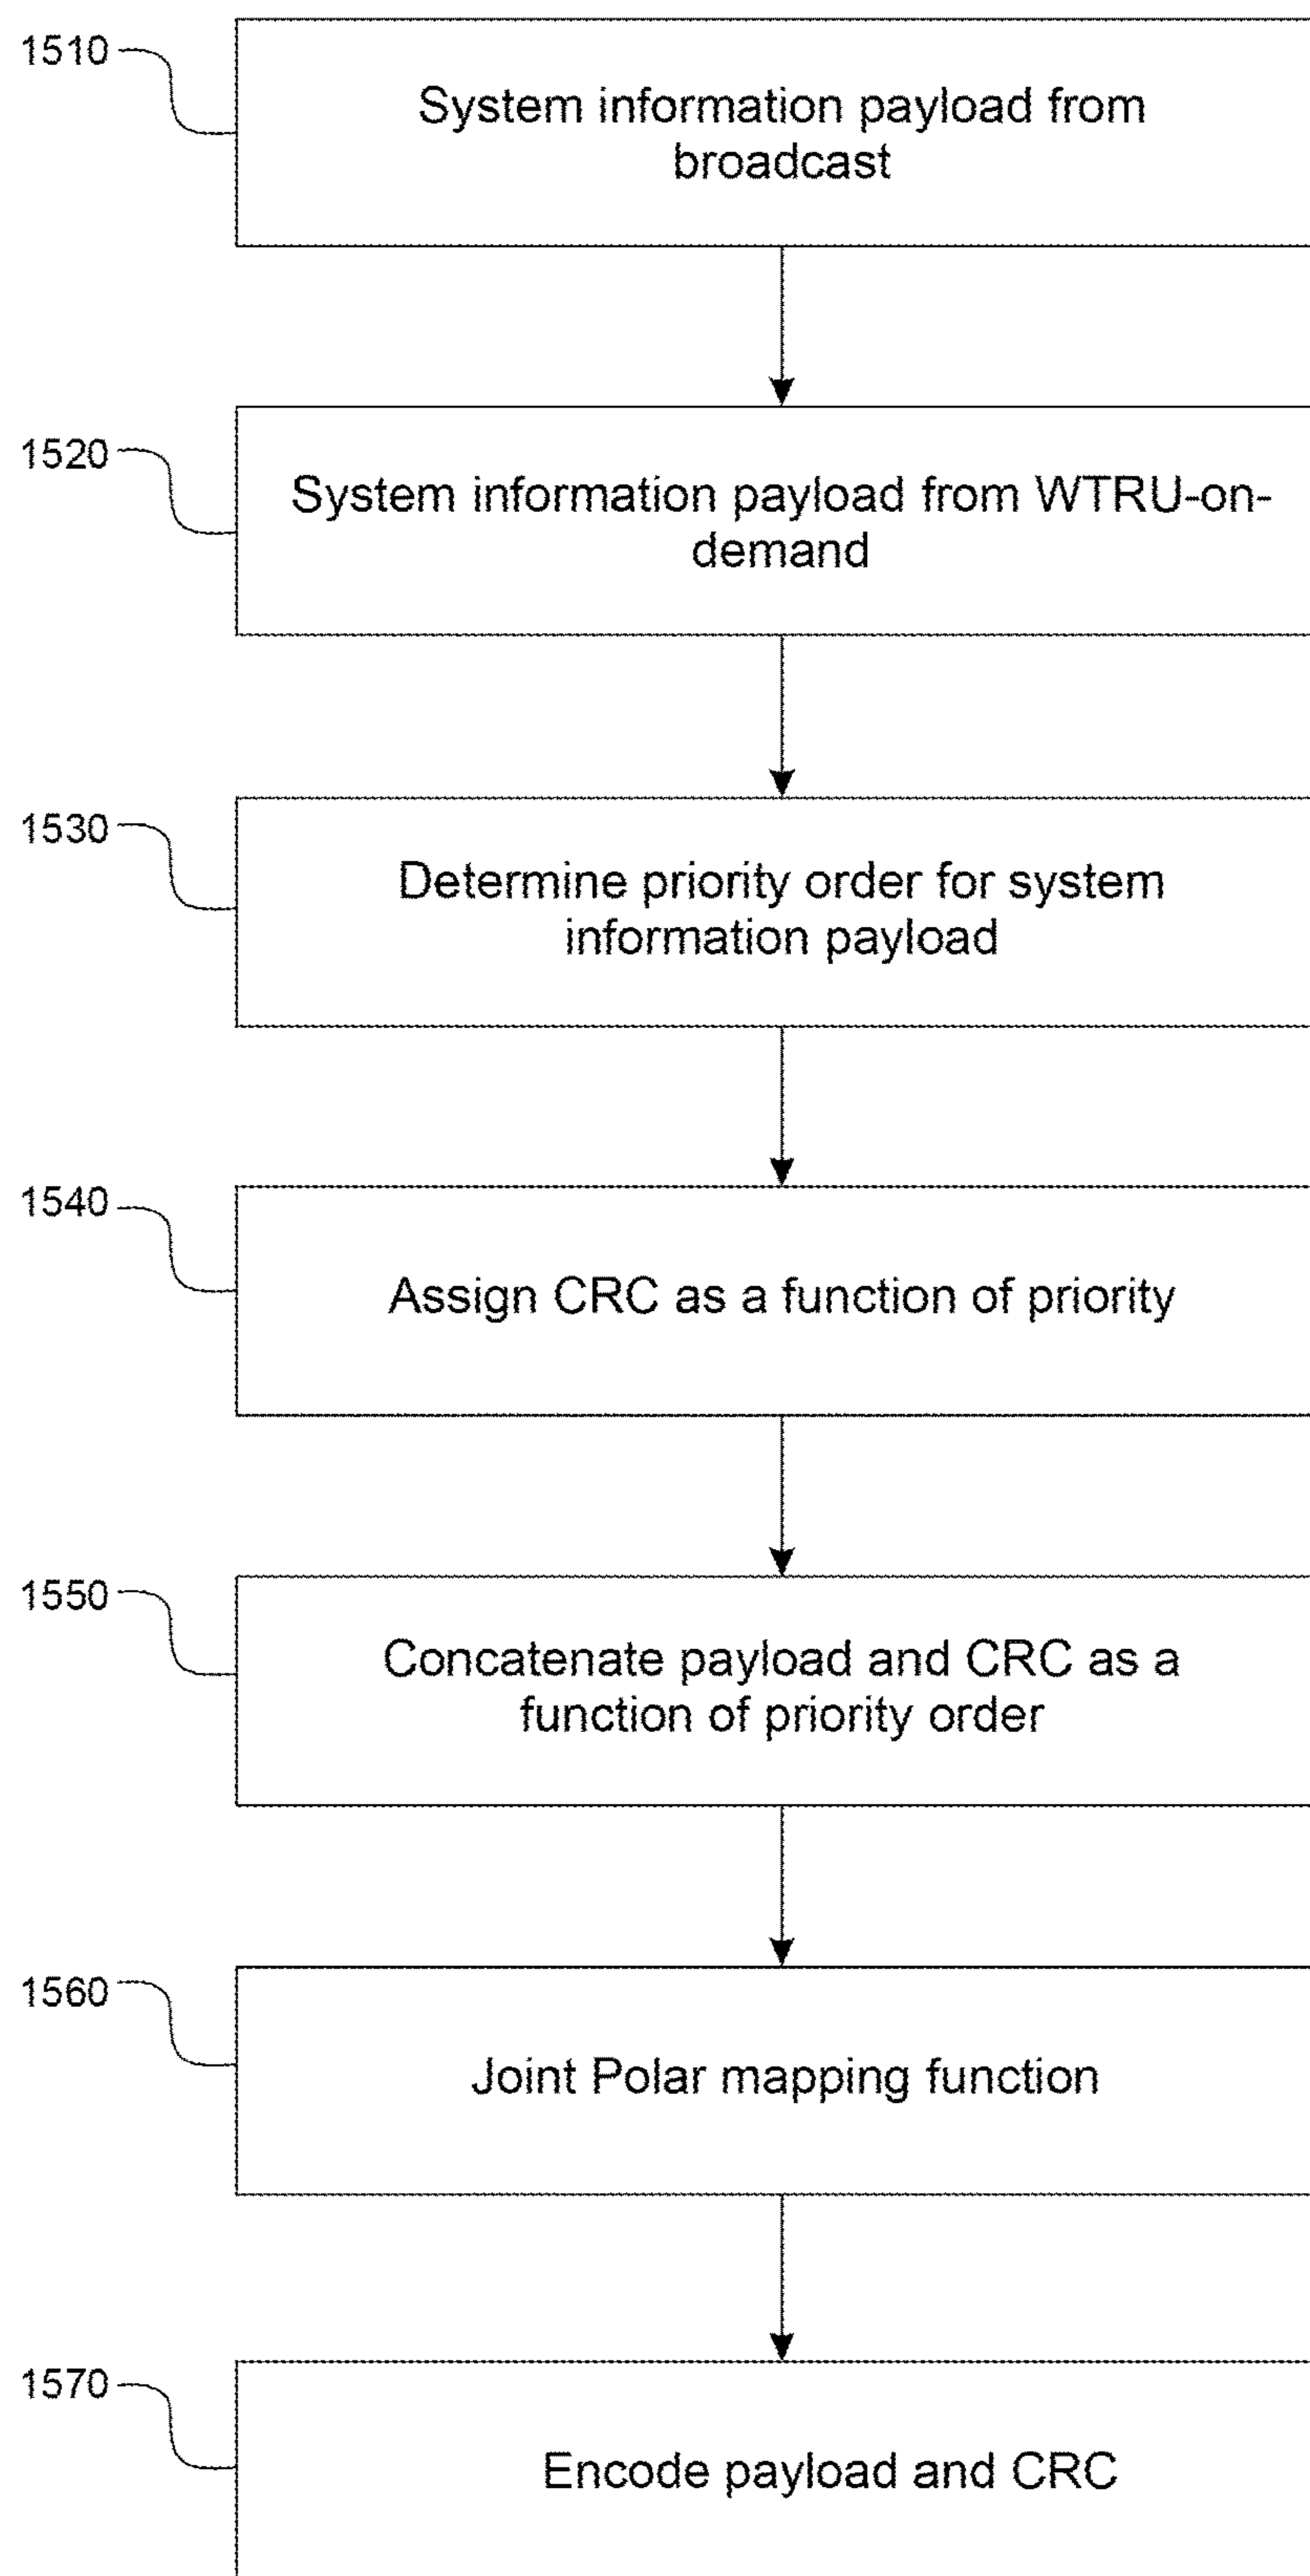 1510
System information payload from
broadcast
1520
System information payload from WTRU-on-
demand
1530
Determine priority order for system
information payload
1540
Assign CRC as a function of priority
1550
Concatenate payload and CRC as a
function of priority order
1560
Joint Polar mapping function
1570
Encode payload and CRC